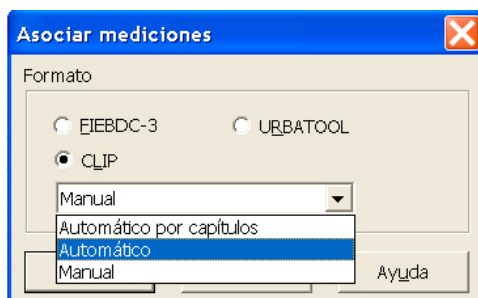 Asociar mediciones
Formato
FIEBDC-3 URBATOOL
CLIP
Manual
Automático por capítulos
Automático
Manual
Ayuda